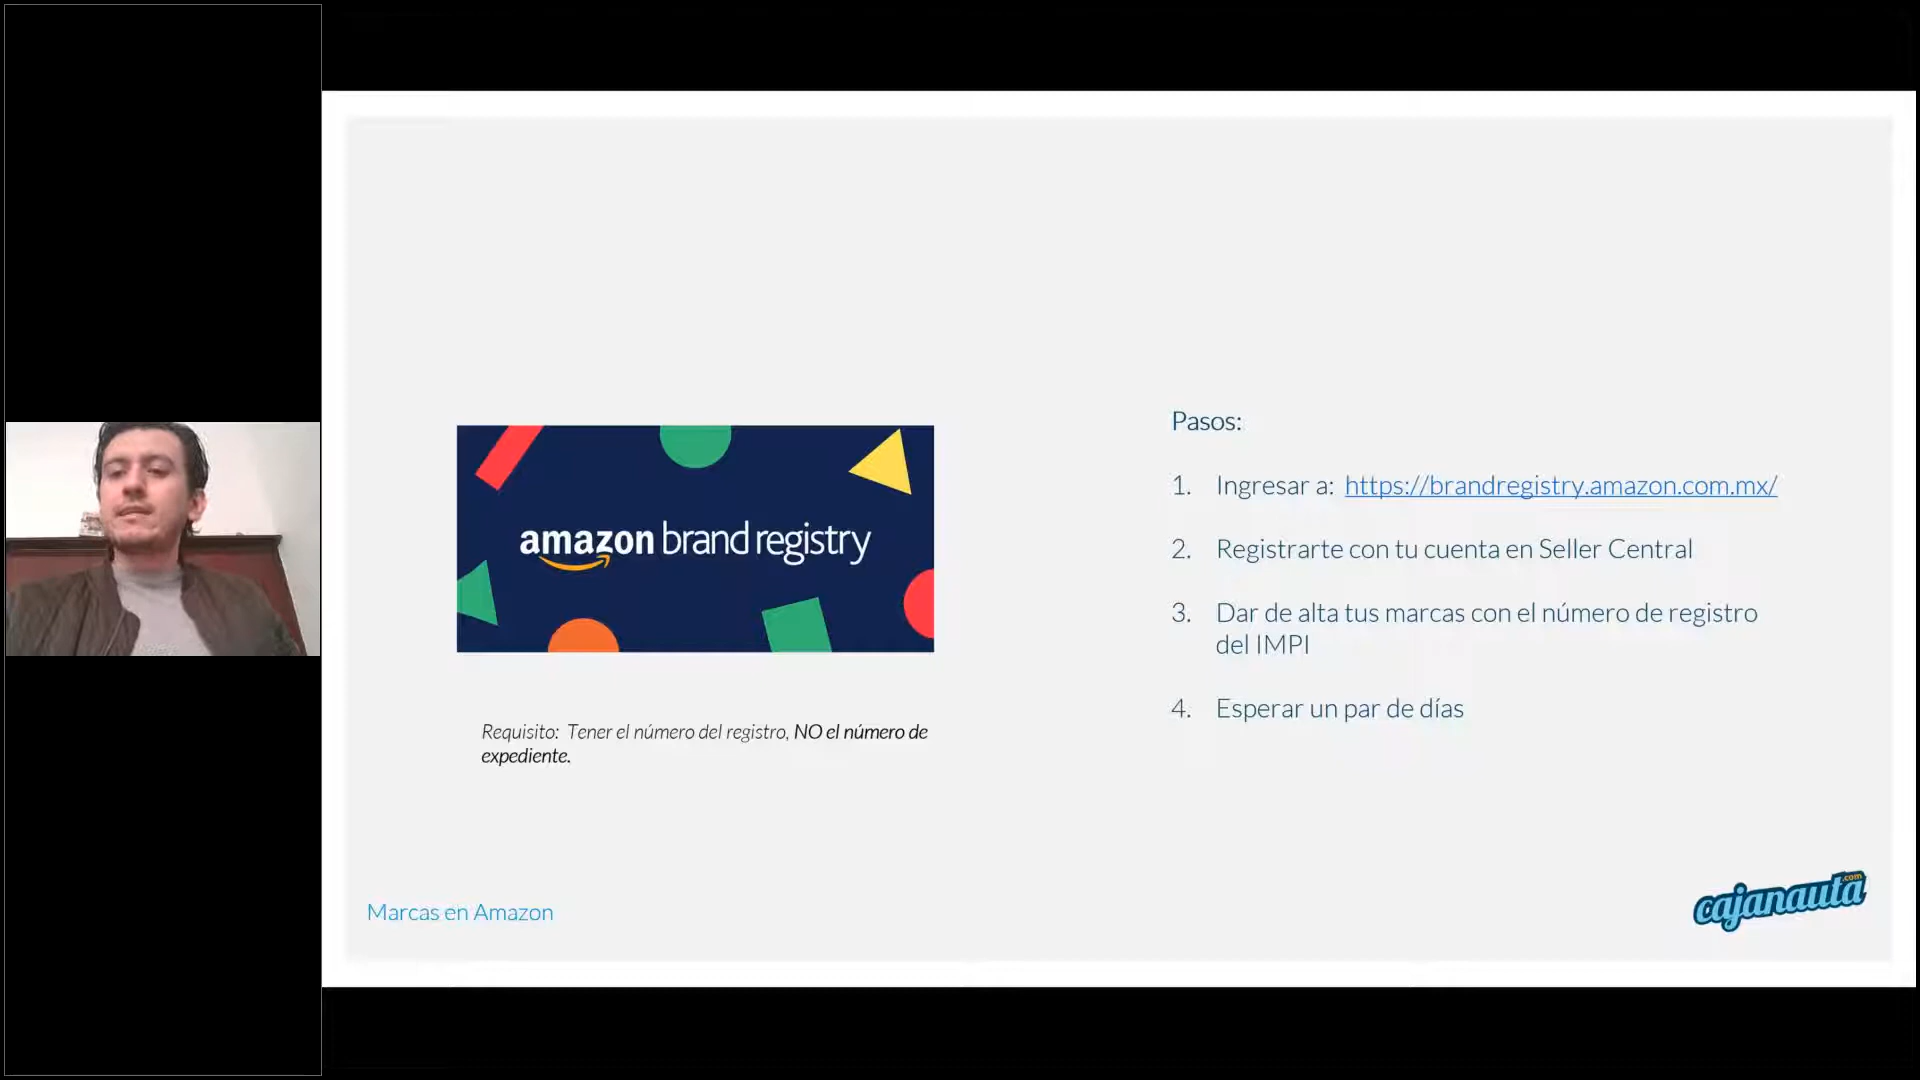 amazon brand registry
Requisito: Tener el número del registro, NO el número de
expediente.
Pasos:
1. Ingresar a: https://brandregistry.amazon.com.mx/
2. Registrarte con tu cuenta en Seller Central
3. Dar de alta tus marcas con el número de registro
del IMPI
4. Esperar un par de días
Marcas en Amazon
cajanauta.com